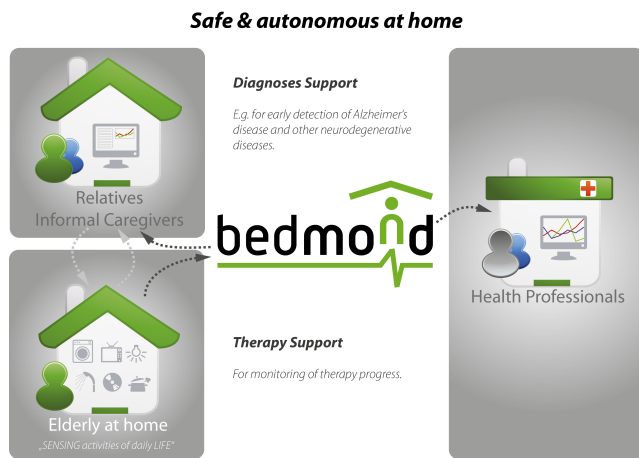 Safe & autonomous at home
Diagnoses Support
E.g. for early detection of Alzheimer's
disease and other neurodegenerative
diseases.
Relatives
Informal Caregivers
bedmond
Health Professionals
Therapy Support
For monitoring of therapy progress.
Elderly at home
„SENSING activities of daily LIFE"